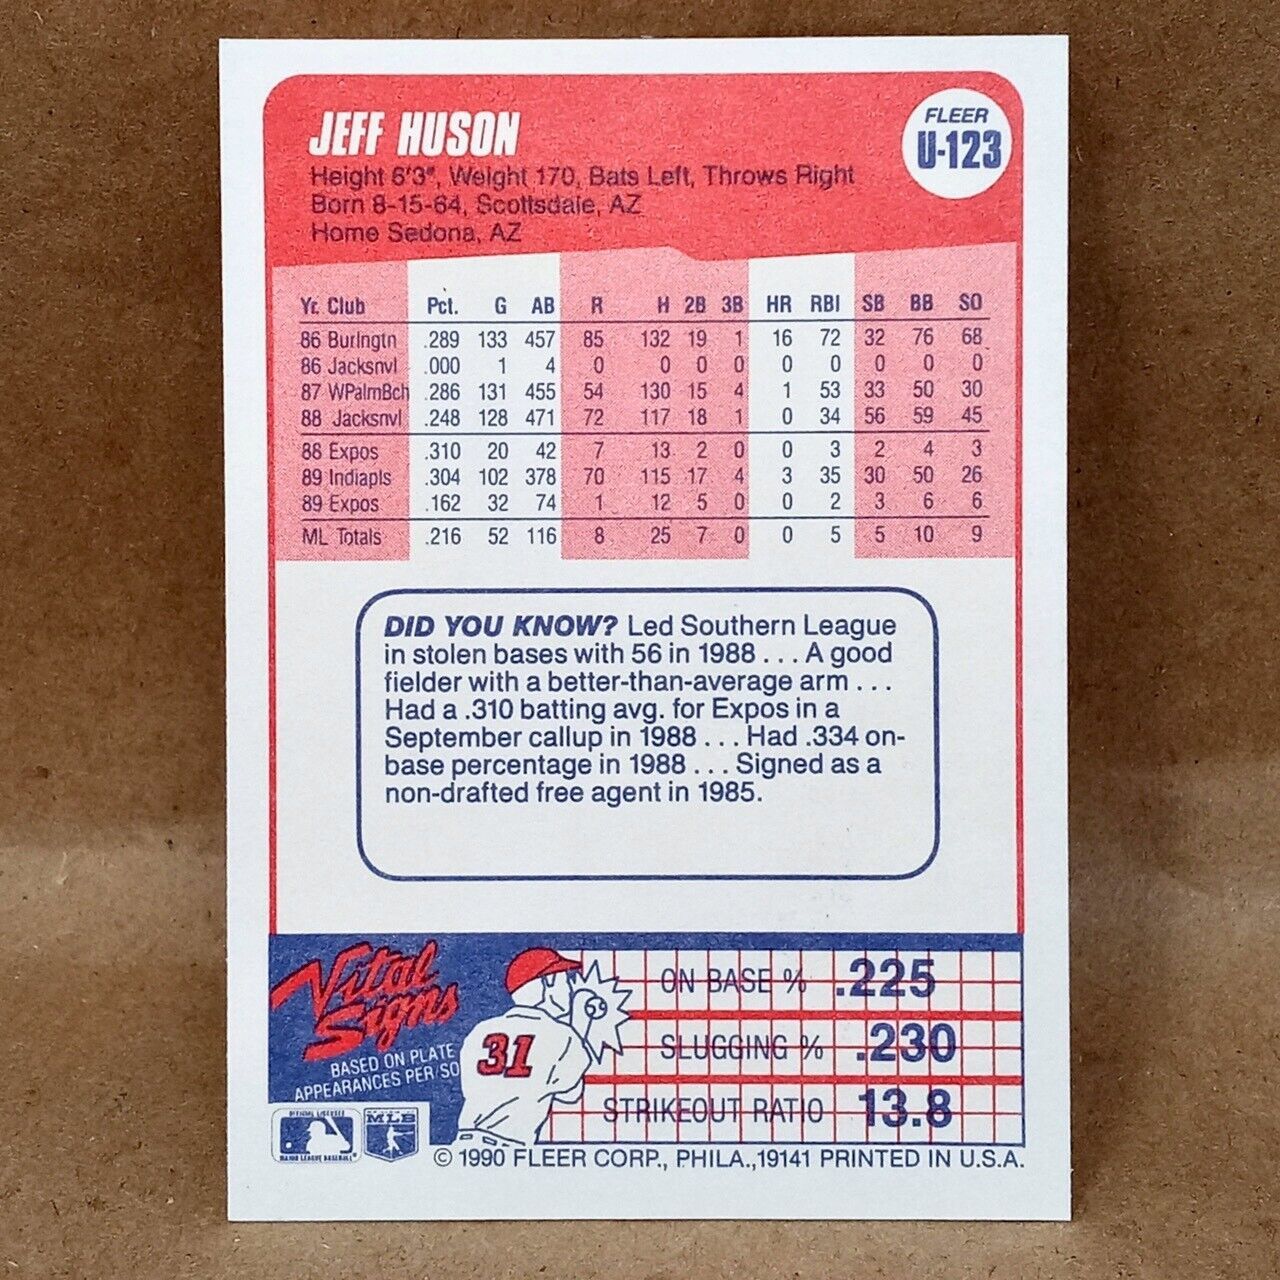 JEFF HUSON
FLEER
U-123
Height 6'3", Weight 170, Bats Left, Throws Right
Born 8-15-64, Scottsdale, AZ
Home Sedona, AZ
Yr. Club Pct. G AB R H 2B 3B HR RBI SB BB SO
86 Burlngtn .289 133 457 85 132 19 1 16 72 32 76 68
86 Jacksnvl .000 1 4 0 0 0 0 0 0 0 0 0
87 WPalmBch .286 131 455 54 130 15 4 1 53 33 50 30
88 Jacksnvl .248 128 471 72 117 18 1 0 34 56 59 45
88 Expos .310 20 42 7 13 2 0 0 3 2 4 3
89 Indiapls .304 102 378 70 115 17 4 3 35 30 50 26
89 Expos .162 32 74 1 12 5 0 0 2 3 6 6
ML Totals .216 52 116 8 25 7 0 0 5 5 10 9
DID YOU KNOW? Led Southern League
in stolen bases with 56 in 1988 . . . A good
fielder with a better-than-average arm . . .
Had a .310 batting avg. for Expos in a
September callup in 1988 . . . Had .334 on-
base percentage in 1988 . . . Signed as a
non-drafted free agent in 1985.
Vital
Signs
BASED ON PLATE
APPEARANCES PER/SO
31
ON BASE % .225
SLUGGING % .230
STRIKEOUT RATIO 13.8
OFFICIAL LICENSEE
MAJOR LEAGUE BASEBALL
MLB
© 1990 FLEER CORP., PHILA.,19141 PRINTED IN U.S.A.